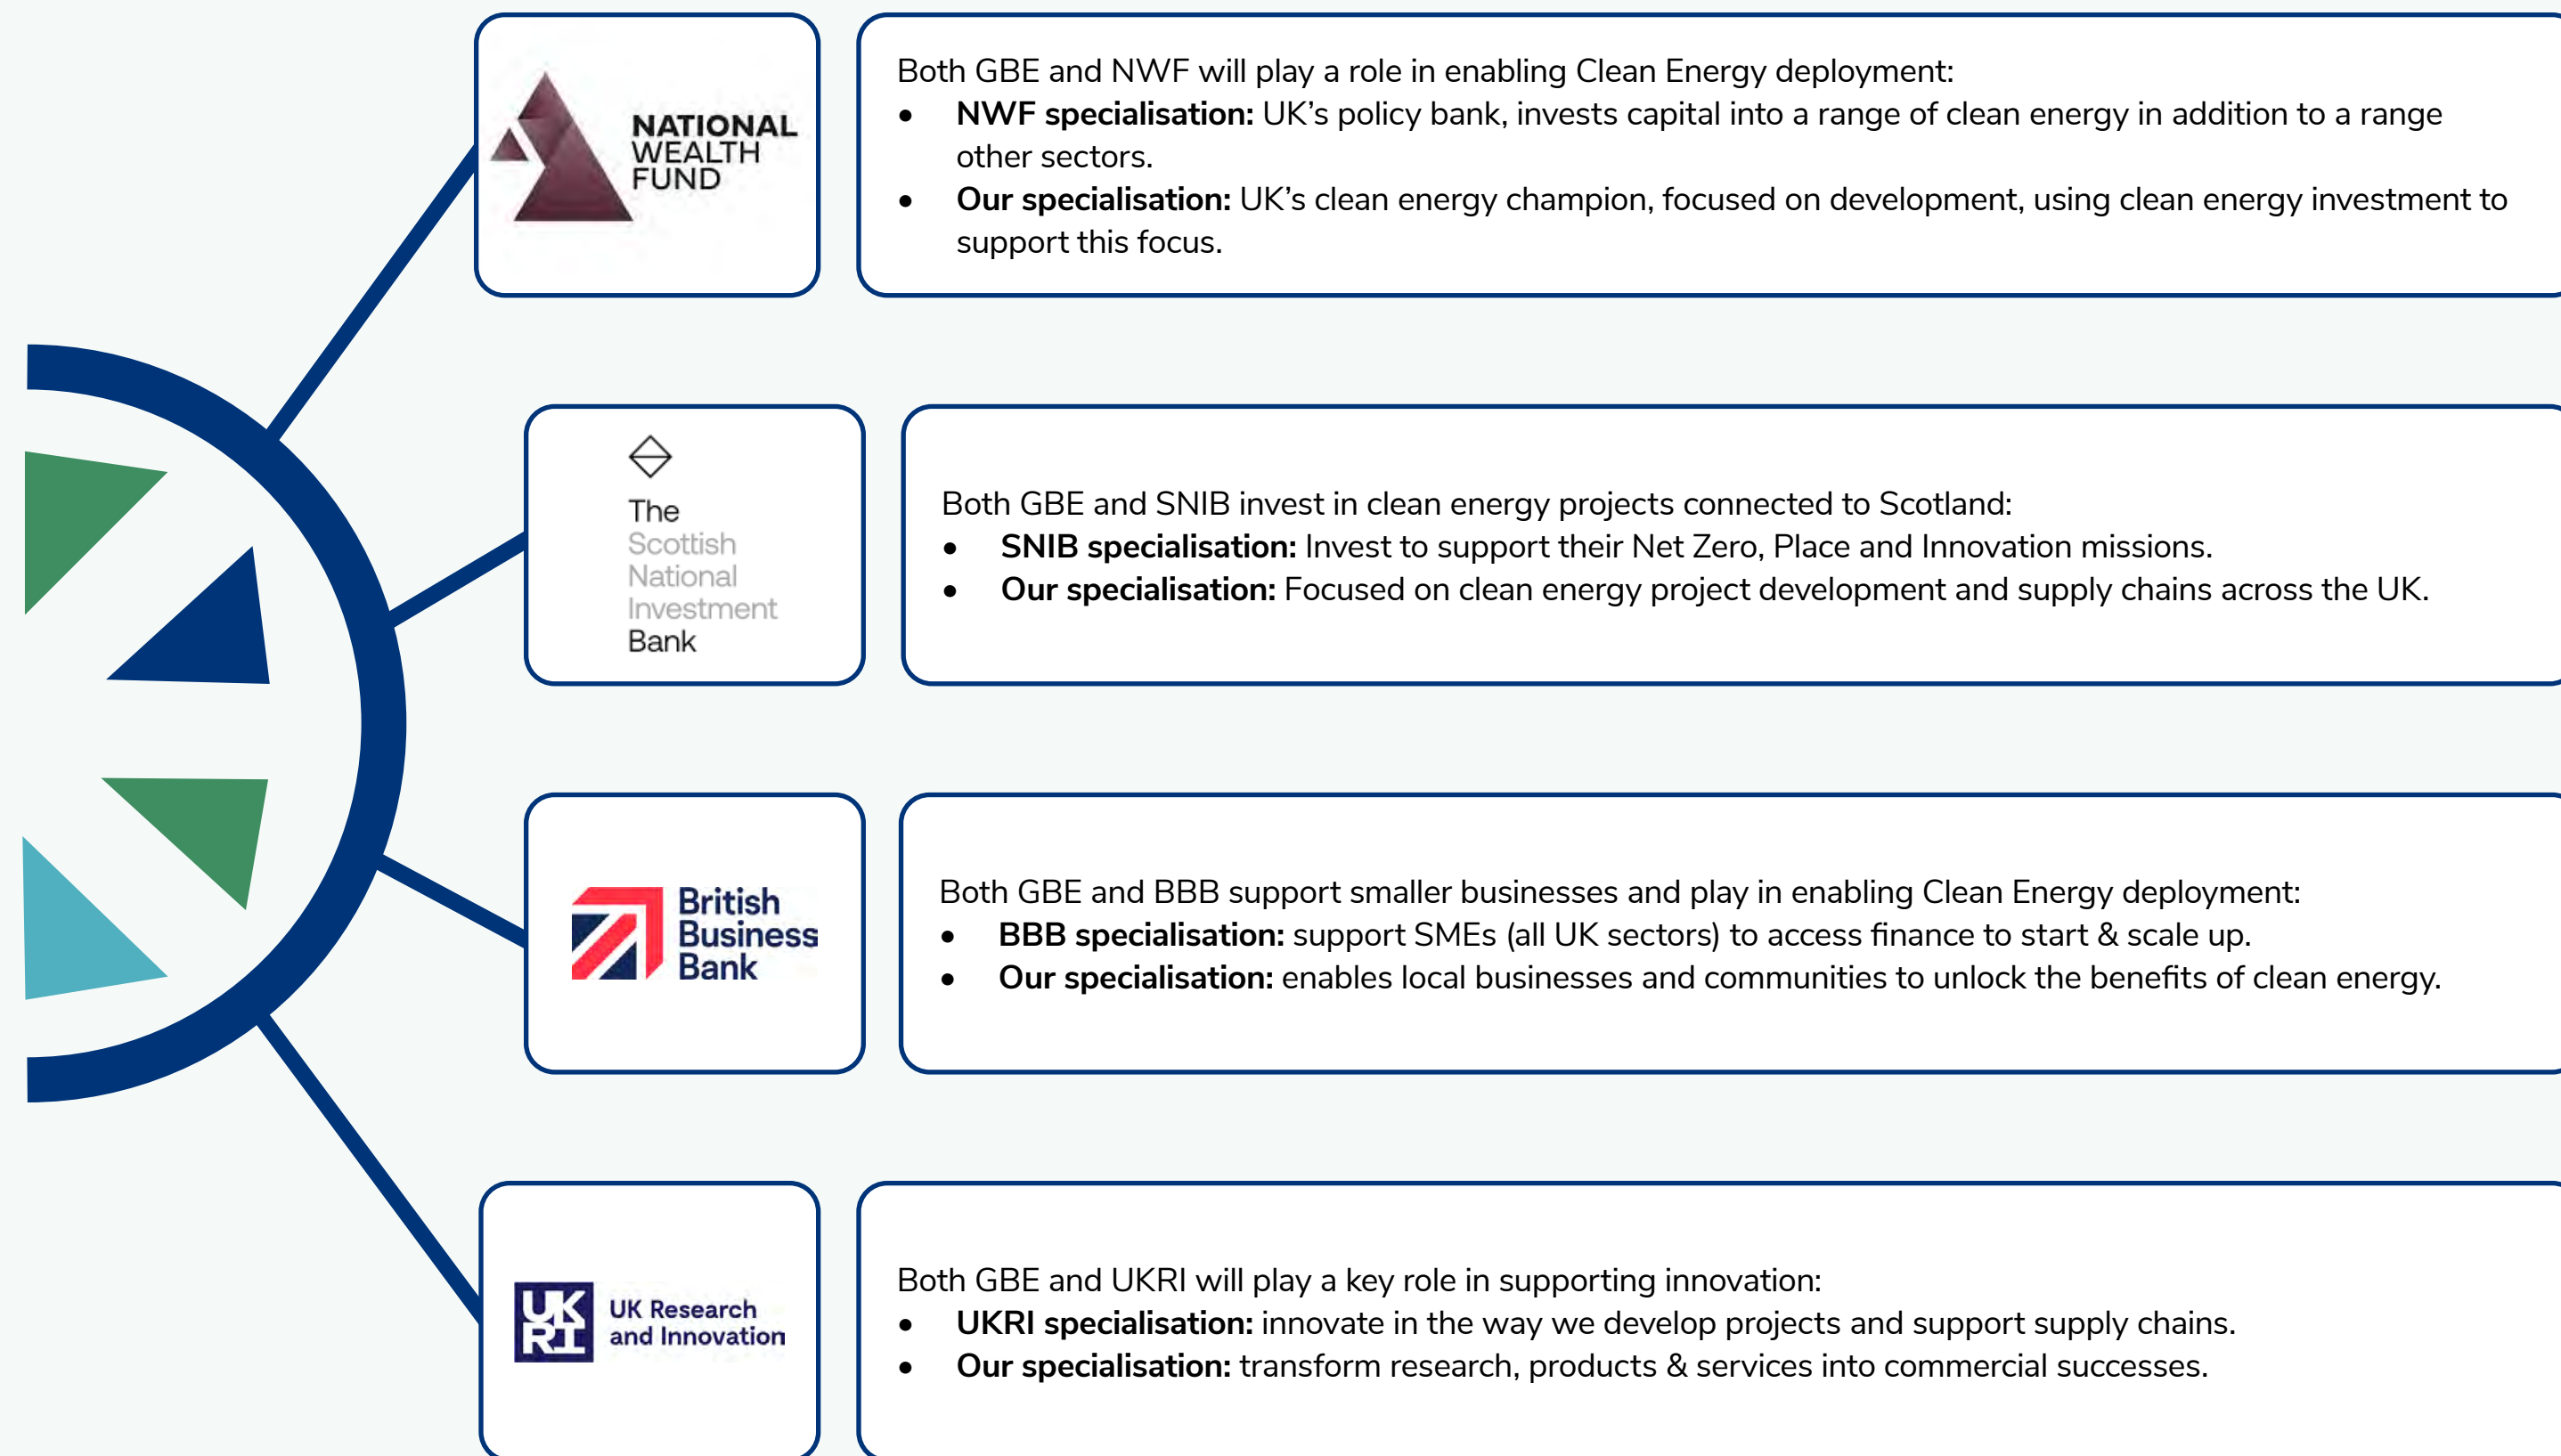 NATIONAL
WEALTH
FUND
Both GBE and NWF will play a role in enabling Clean Energy deployment:
• NWF specialisation: UK’s policy bank, invests capital into a range of clean energy in addition to a range
other sectors.
• Our specialisation: UK’s clean energy champion, focused on development, using clean energy investment to
support this focus.
The
Scottish
National
Investment
Bank
Both GBE and SNIB invest in clean energy projects connected to Scotland:
• SNIB specialisation: Invest to support their Net Zero, Place and Innovation missions.
• Our specialisation: Focused on clean energy project development and supply chains across the UK.
British
Business
Bank
Both GBE and BBB support smaller businesses and play in enabling Clean Energy deployment:
• BBB specialisation: support SMEs (all UK sectors) to access finance to start & scale up.
• Our specialisation: enables local businesses and communities to unlock the benefits of clean energy.
UK
RI
UK Research
and Innovation
Both GBE and UKRI will play a key role in supporting innovation:
• UKRI specialisation: innovate in the way we develop projects and support supply chains.
• Our specialisation: transform research, products & services into commercial successes.